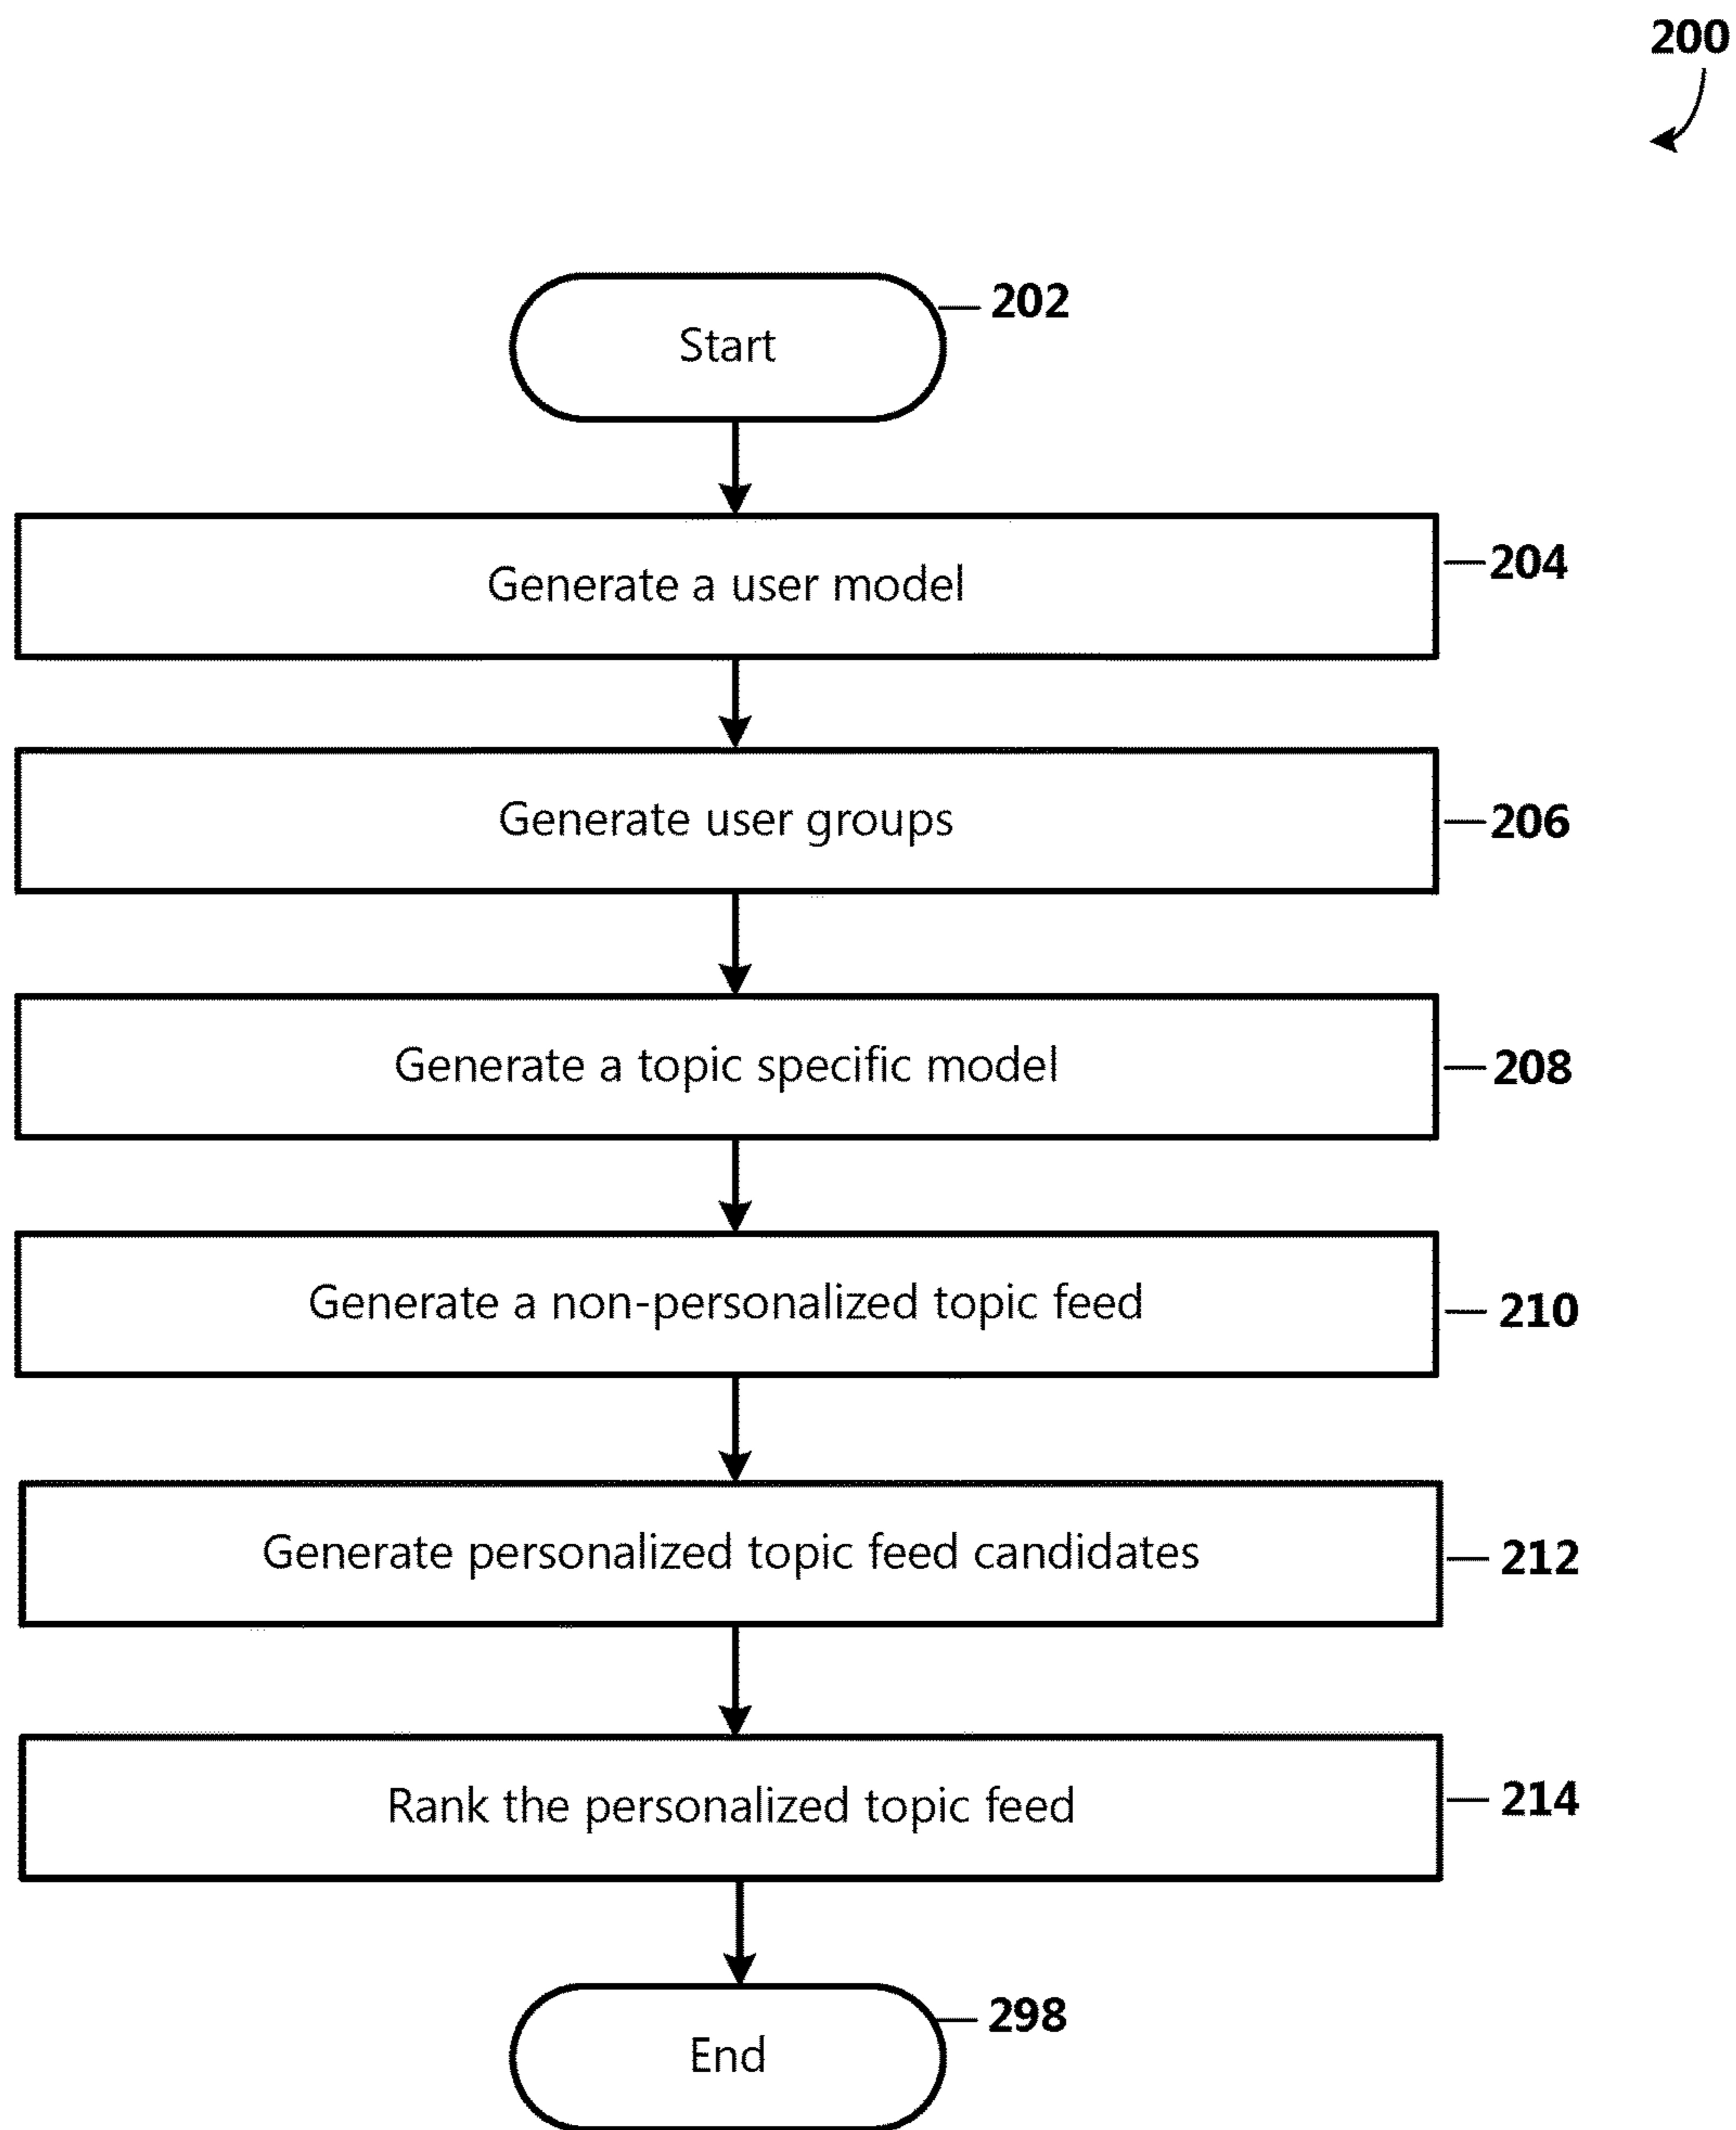 200
Start
202
Generate a user model
204
Generate user groups
206
Generate a topic specific model
208
Generate a non-personalized topic feed
210
Generate personalized topic feed candidates
212
Rank the personalized topic feed
214
End
298